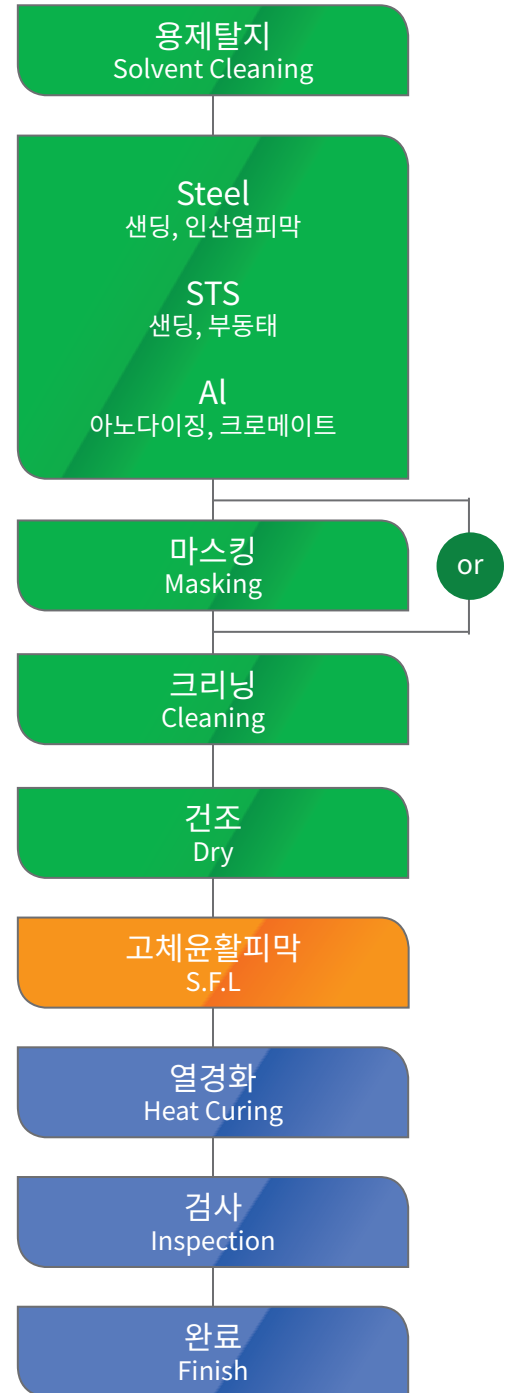 용제탈지
Solvent Cleaning
Steel
샌딩, 인산염피막
STS
샌딩, 부동태
Al
아노다이징, 크로메이트
마스킹
Masking
or
크리닝
Cleaning
건조
Dry
고체윤활피막
S.F.L
열경화
Heat Curing
검사
Inspection
완료
Finish